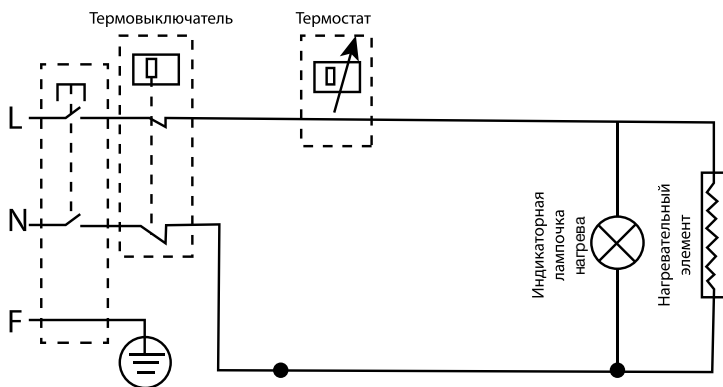 Термовыключатель
Термостат
L
N
F
Индикаторная
лампочка
нагрева
Нагревательный
элемент